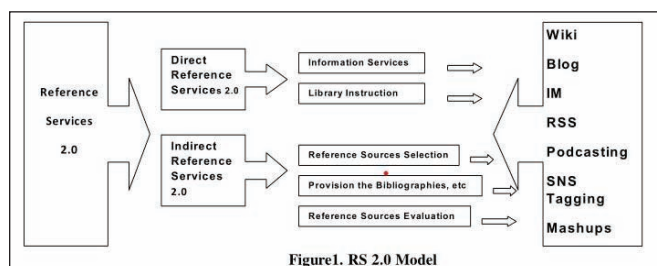 Reference
Services
2.0
Direct
Reference
Services 2.0
Indirect
Reference
Services
2.0
Information Services
Library Instruction
Reference Sources Selection
Provision the Bibliographies, etc
Reference Sources Evaluation
Wiki
Blog
IM
RSS
Podcasting
SNS
Tagging
Mashups
Figure1. RS 2.0 Model